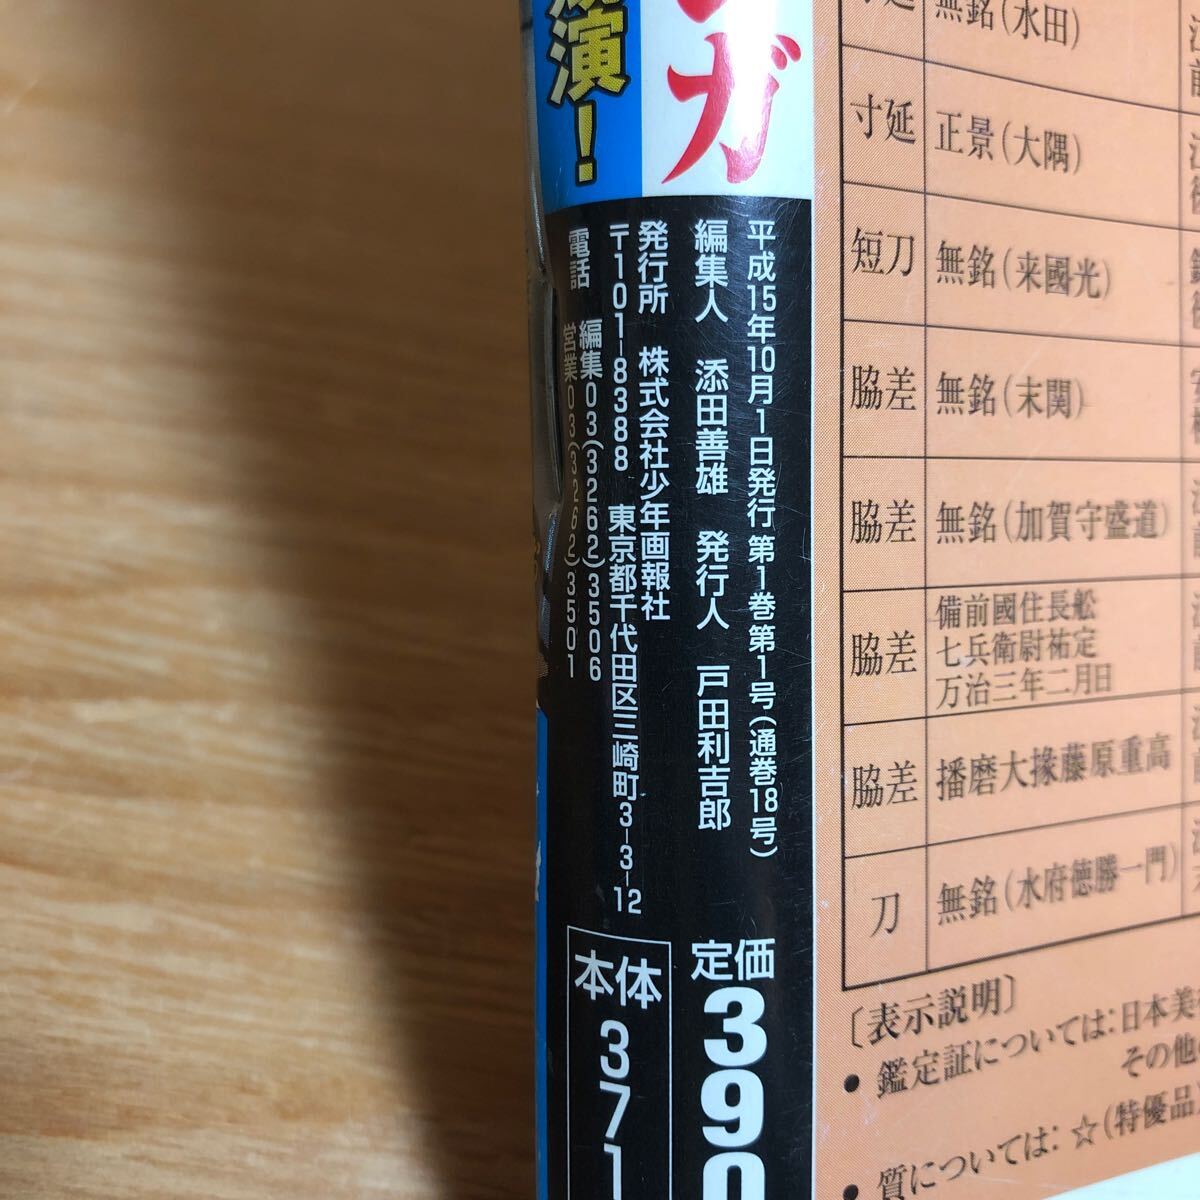 演！
ガ
平成15年10月1日発行 第1巻第1号(通巻18号)
編集人 添田善雄 発行人 戸田利吉郎
発行所 株式会社少年画報社
〒101-8388 東京都千代田区三崎町3-3-12
電話 編集03(3262)3506
営業03(3262)3501
定価
390
本体
371
無銘(水田)
寸延 正景(大隅)
短刀 無銘(来國光)
脇差 無銘(末関)
脇差 無銘(加賀守盛道)
脇差 備前國住長舩
七兵衛尉祐定
万治三年二月日
脇差 播磨大掾藤原重高
刀 無銘(水府徳勝一門)
〔表示説明〕
• 鑑定証については:日本美
その他
• 質については:☆(特優品)